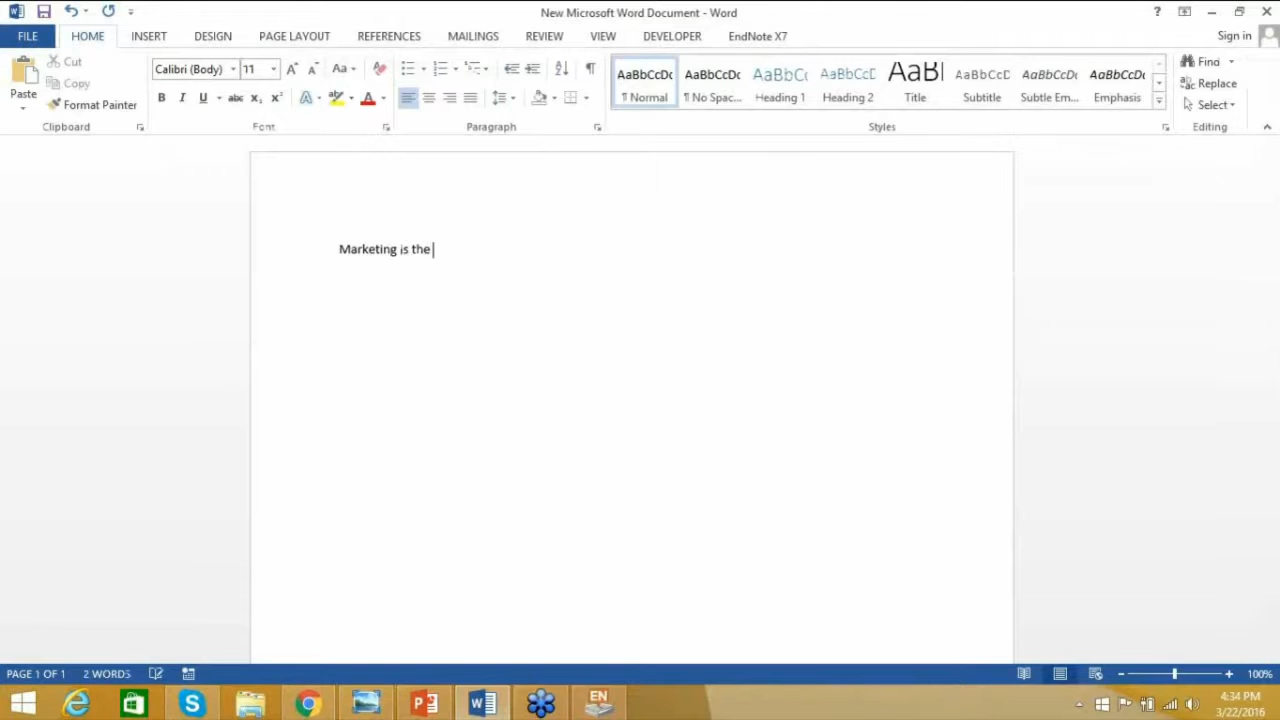 New Microsoft Word Document - Word
FILE HOME INSERT DESIGN PAGE LAYOUT REFERENCES MAILINGS REVIEW VIEW DEVELOPER EndNote X7 Sign in
Paste
Cut
Copy
Format Painter
Clipboard
Calibri (Body) 11
Font
Paragraph
AaBbCcDc AaBbCcDc AaBbCc AaBbCcD AaBl AaBbCcD AaBbCcDc AaBbCcDc
¶ Normal ¶ No Spac... Heading 1 Heading 2 Title Subtitle Subtle Em... Emphasis
Styles
Find
Replace
Select
Editing
Marketing is the
PAGE 1 OF 1 2 WORDS 100%
EN
4:34 PM
3/22/2016